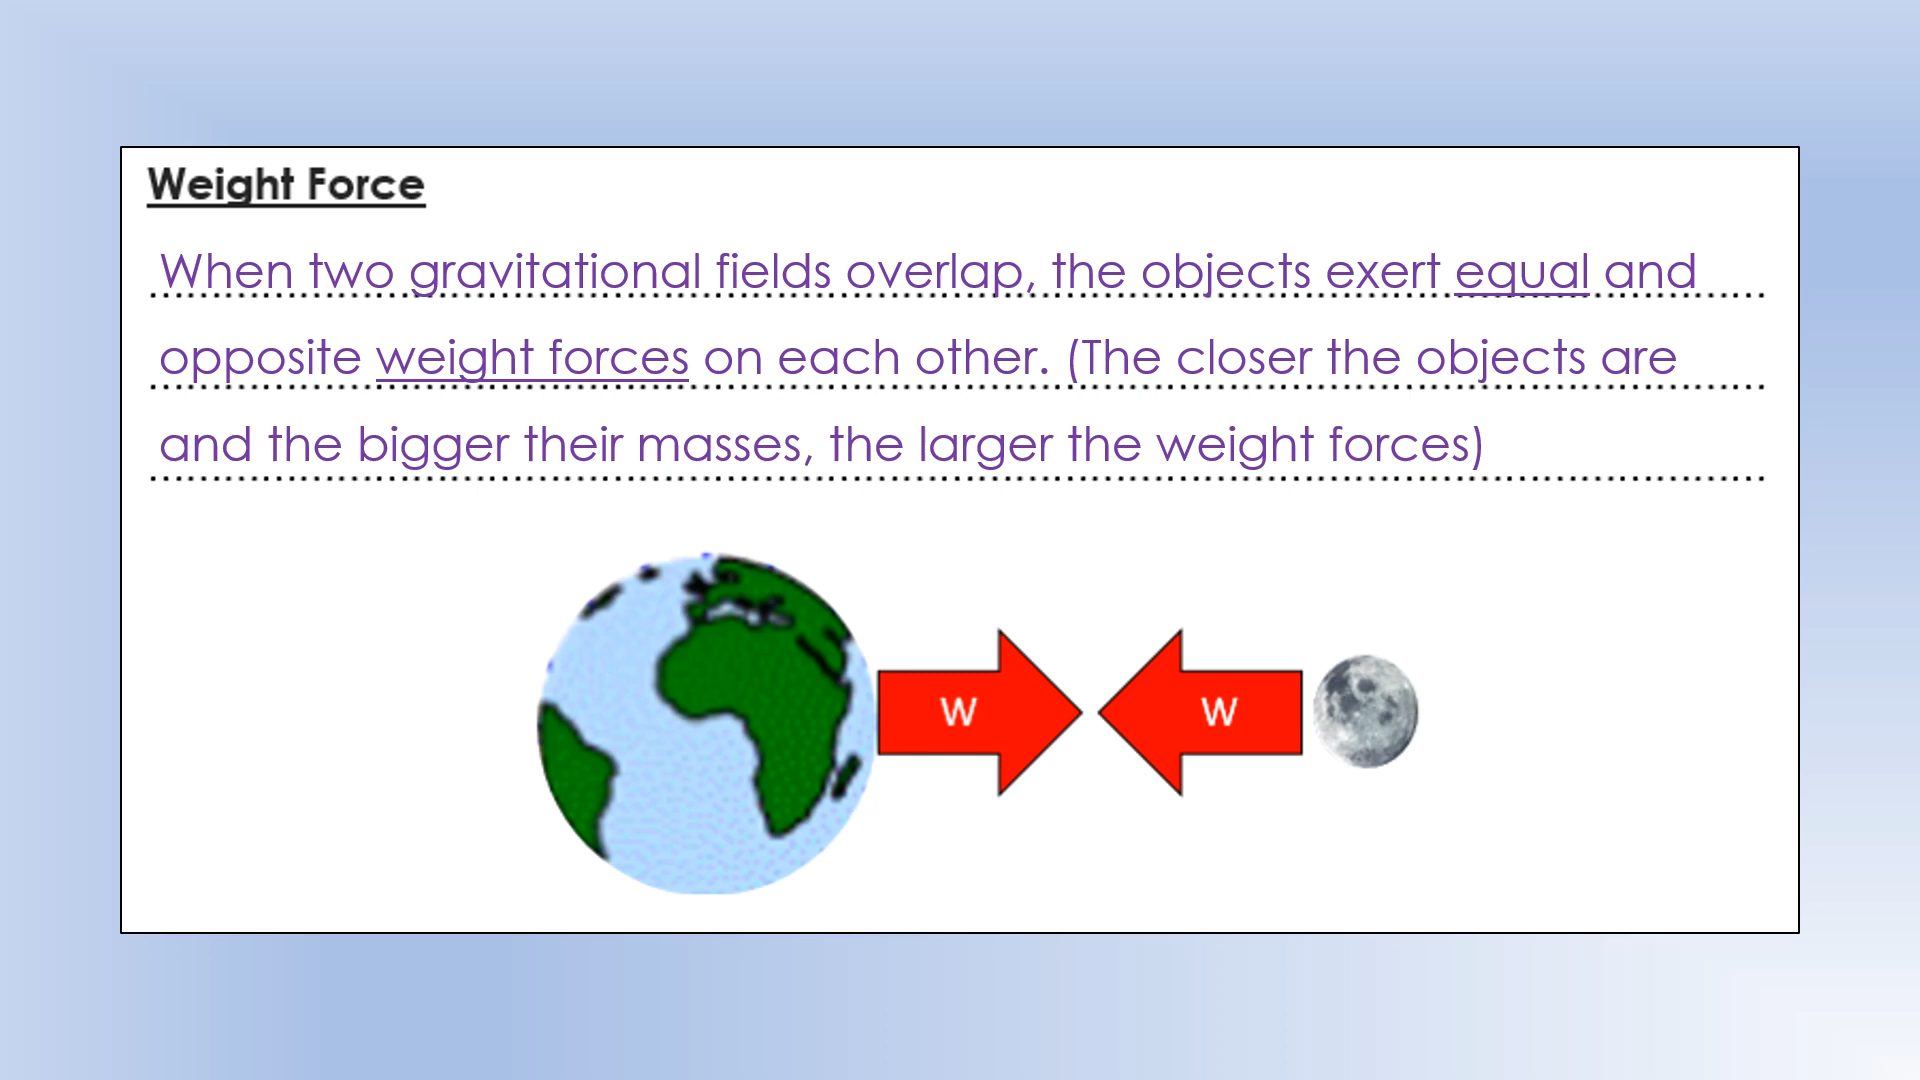 Weight Force
When two gravitational fields overlap, the objects exert equal and
opposite weight forces on each other. (The closer the objects are
and the bigger their masses, the larger the weight forces)
W W